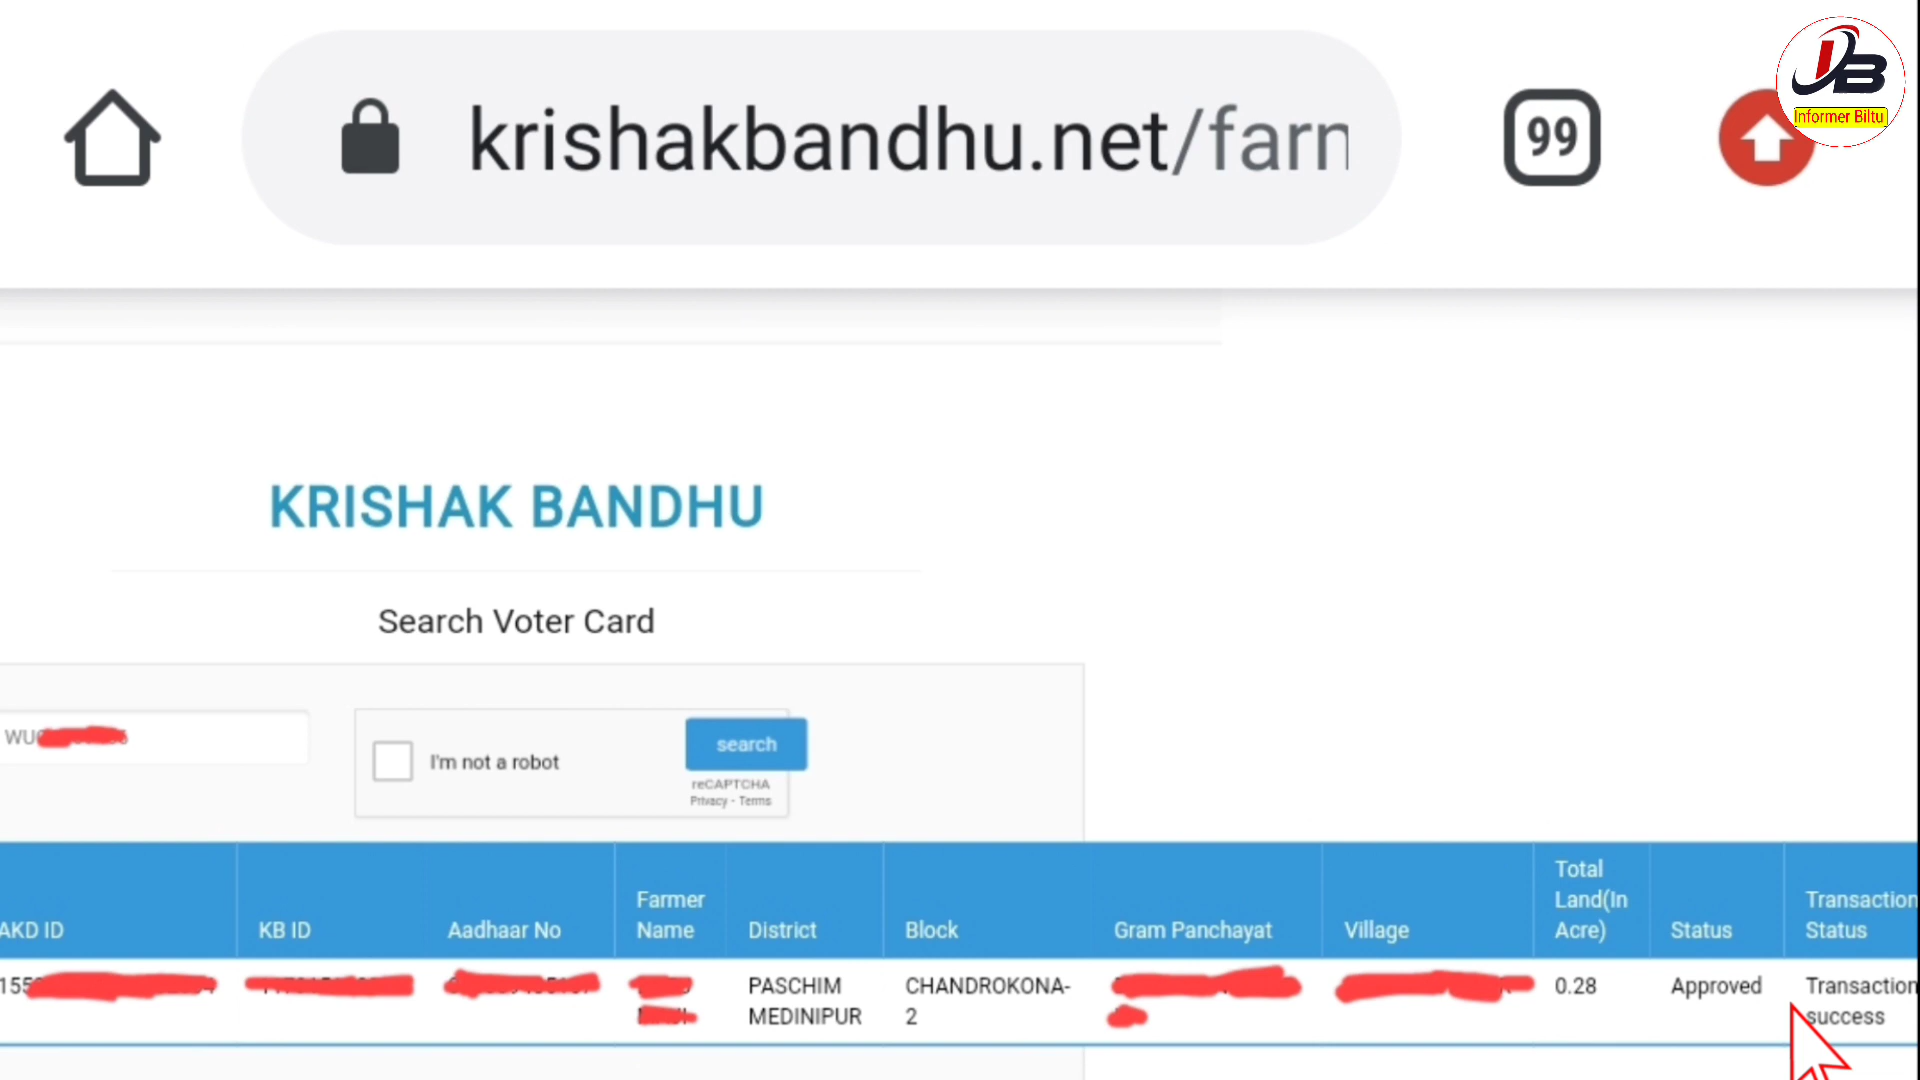 krishakbandhu.net/farm
99
Informer Biltu
KRISHAK BANDHU
Search Voter Card
WU
I'm not a robot
search
reCAPTCHA
Privacy - Terms
AKD ID
KB ID
Aadhaar No
Farmer
Name
District
Block
Gram Panchayat
Village
Total
Land(In
Acre)
Status
Transaction
Status
155
PASCHIM
MEDINIPUR
CHANDROKONA-
2
0.28
Approved
Transaction
success